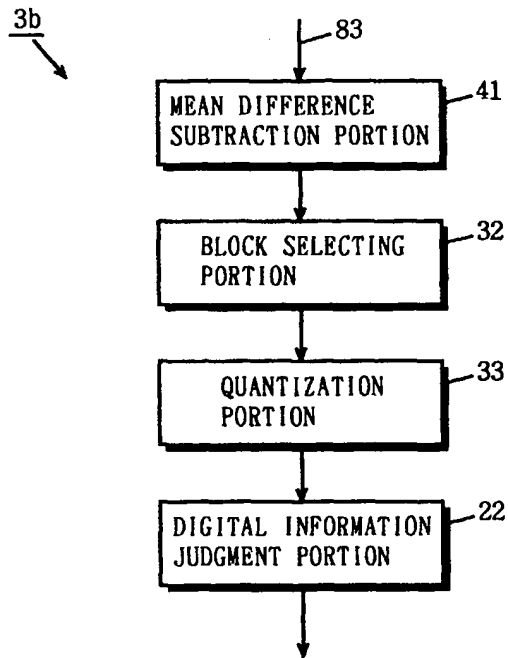 3b
83
MEAN DIFFERENCE
SUBTRACTION PORTION
41
BLOCK SELECTING
PORTION
32
QUANTIZATION
PORTION
33
DIGITAL INFORMATION
JUDGMENT PORTION
22